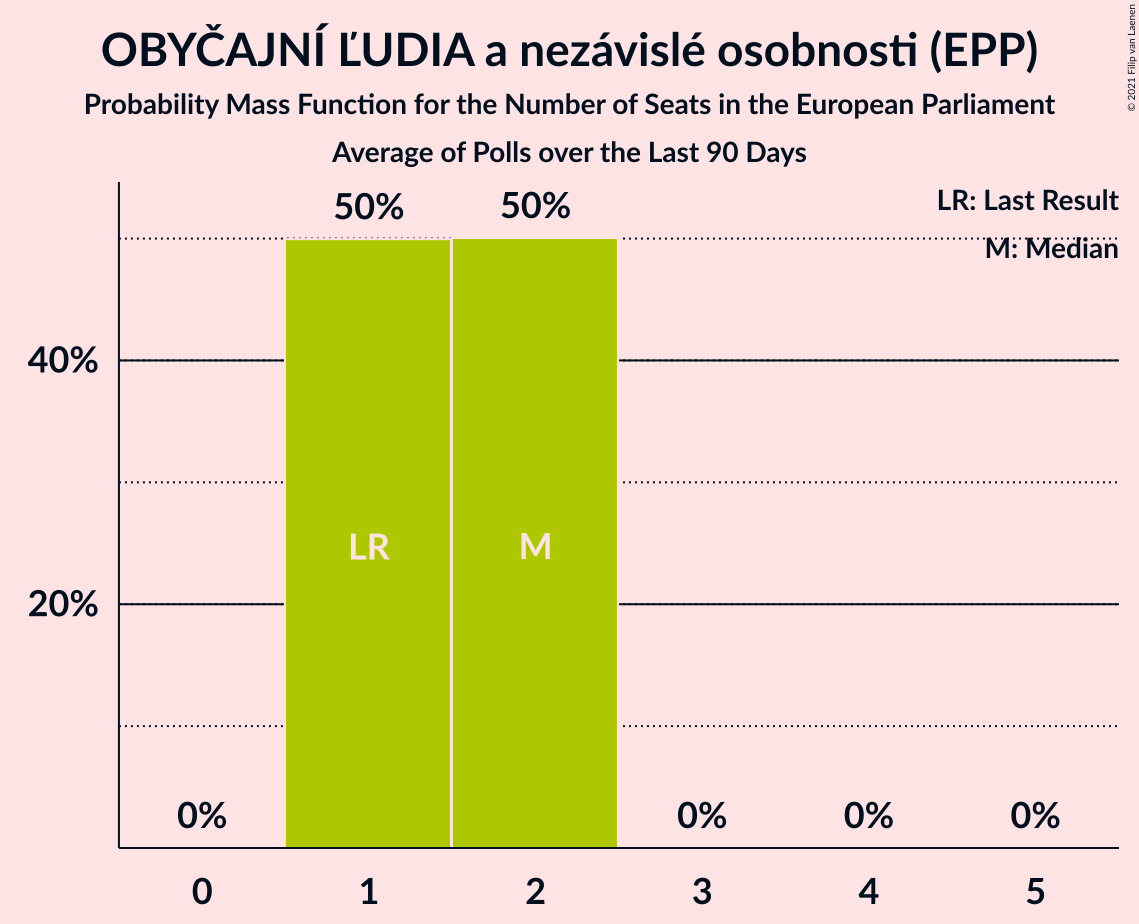 OBYČAJNÍ ĽUDIA a nezávislé osobnosti (EPP)
Probability Mass Function for the Number of Seats in the European Parliament
Average of Polls over the Last 90 Days
© 2021 Filip van Laenen
LR: Last Result
M: Median
50% 50%
40%
20%
LR M
0% 0% 0% 0%
0 1 2 3 4 5